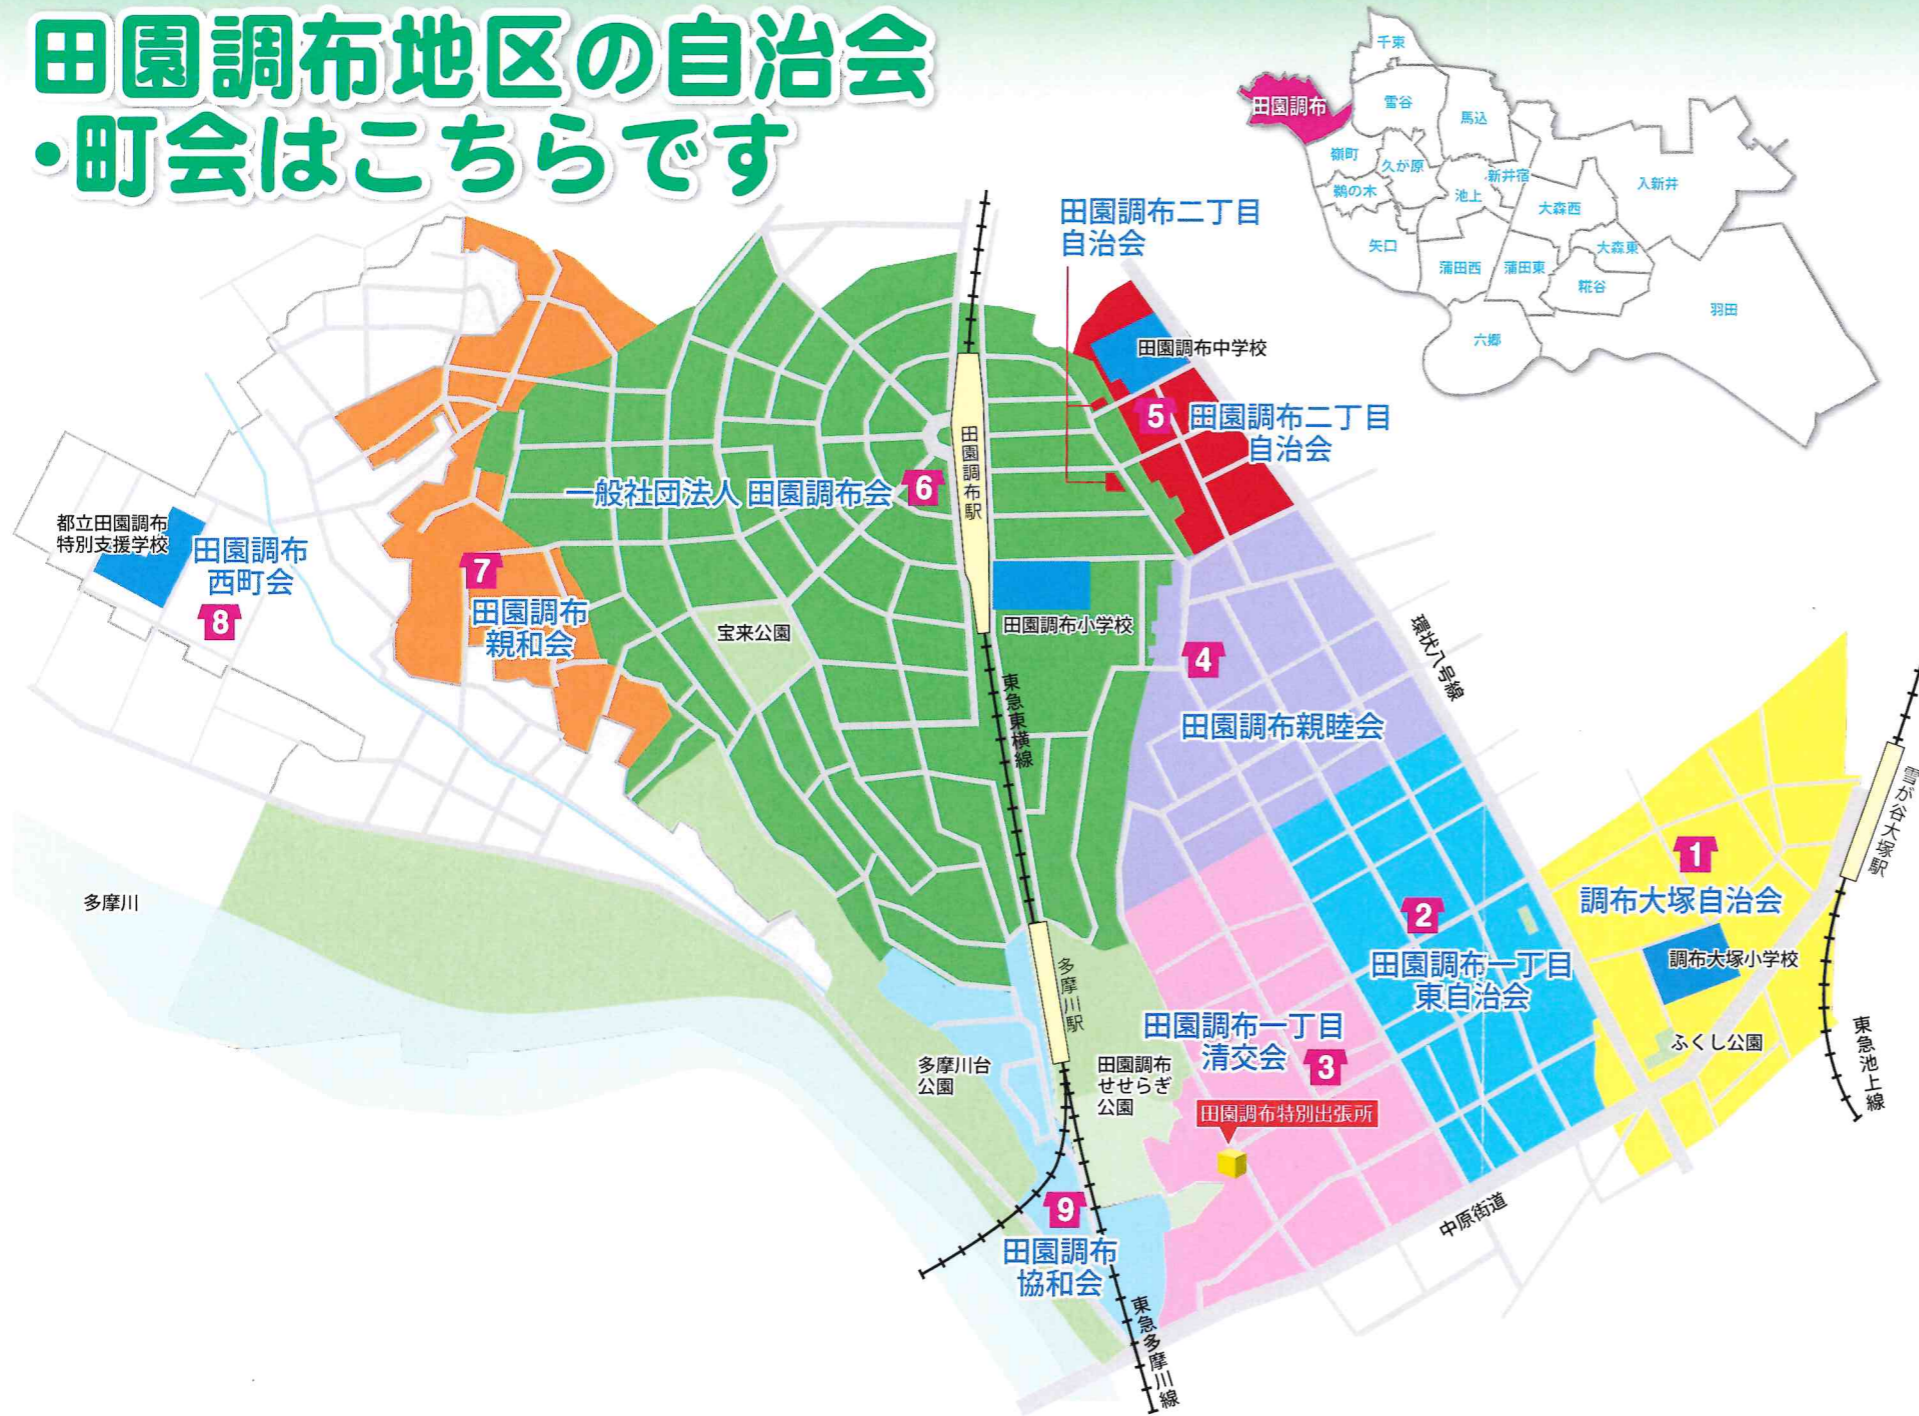 田園調布地区の自治会
・町会はこちらです
千束
田園調布
雪谷
馬込
嶺町
久が原
新井宿
鵜の木
池上
大森西
入新井
矢口
蒲田西
蒲田東
大森東
糀谷
羽田
六郷
田園調布二丁目
自治会
田園調布中学校
5
田園調布二丁目
自治会
田園調布駅
一般社団法人 田園調布会
6
都立田園調布
特別支援学校
田園調布
西町会
8
7
田園調布
親和会
宝来公園
田園調布小学校
4
田園調布親睦会
環状八号線
東急東横線
雪が谷大塚駅
1
調布大塚自治会
調布大塚小学校
ふくし公園
東急池上線
2
田園調布一丁目
東自治会
多摩川
多摩川駅
田園調布一丁目
清交会
3
多摩川台
公園
田園調布
せせらぎ
公園
田園調布特別出張所
中原街道
9
田園調布
協和会
東急多摩川線